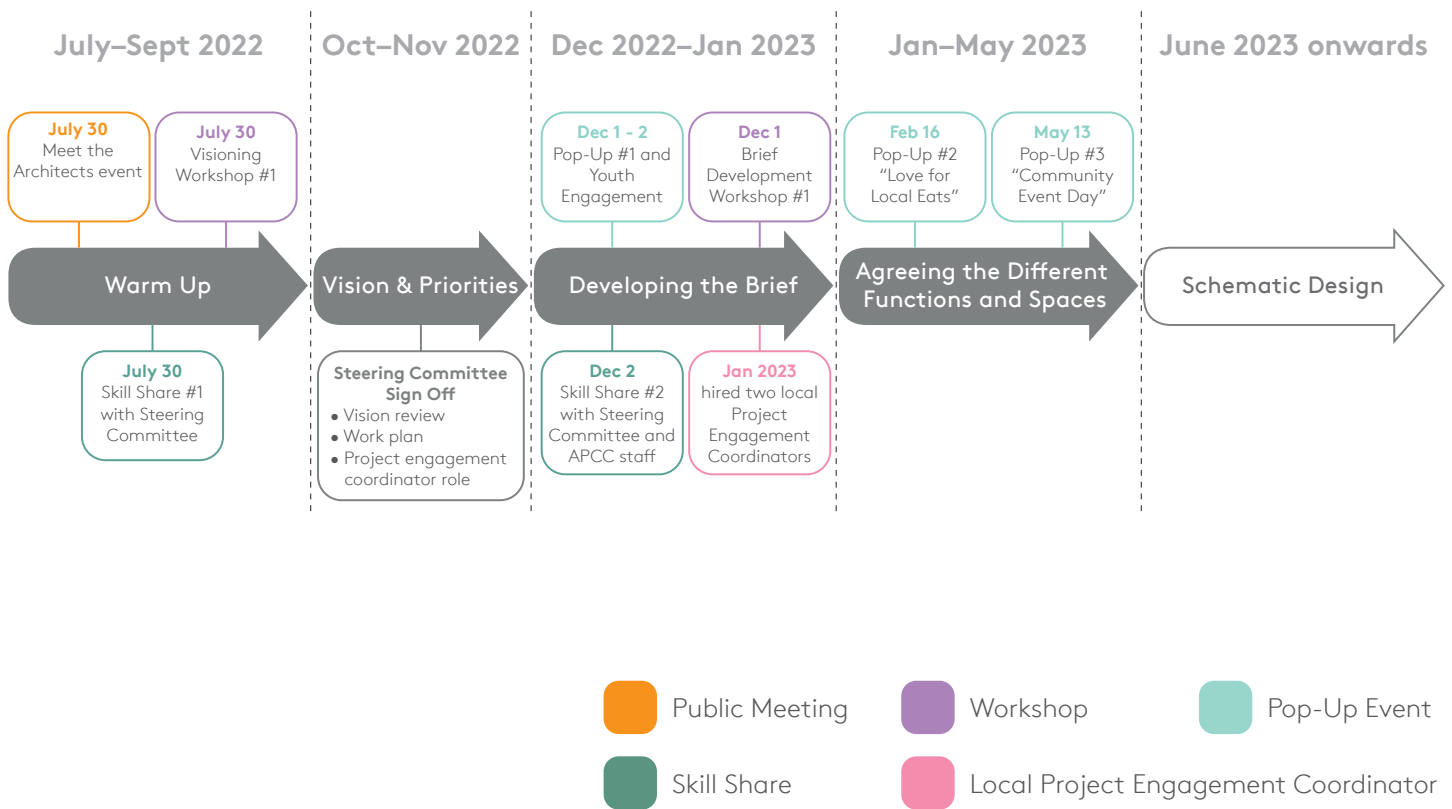 July–Sept 2022
Oct–Nov 2022
Dec 2022–Jan 2023
Jan–May 2023
June 2023 onwards
July 30
Meet the
Architects event
July 30
Visioning
Workshop #1
Dec 1 - 2
Pop-Up #1 and
Youth
Engagement
Dec 1
Brief
Development
Workshop #1
Feb 16
Pop-Up #2
“Love for
Local Eats”
May 13
Pop-Up #3
“Community
Event Day”
Warm Up
Vision & Priorities
Developing the Brief
Agreeing the Different
Functions and Spaces
Schematic Design
July 30
Skill Share #1
with Steering
Committee
Steering Committee
Sign Off
• Vision review
• Work plan
• Project engagement
coordinator role
Dec 2
Skill Share #2
with Steering
Committee and
APCC staff
Jan 2023
hired two local
Project
Engagement
Coordinators
Public Meeting
Workshop
Pop-Up Event
Skill Share
Local Project Engagement Coordinator